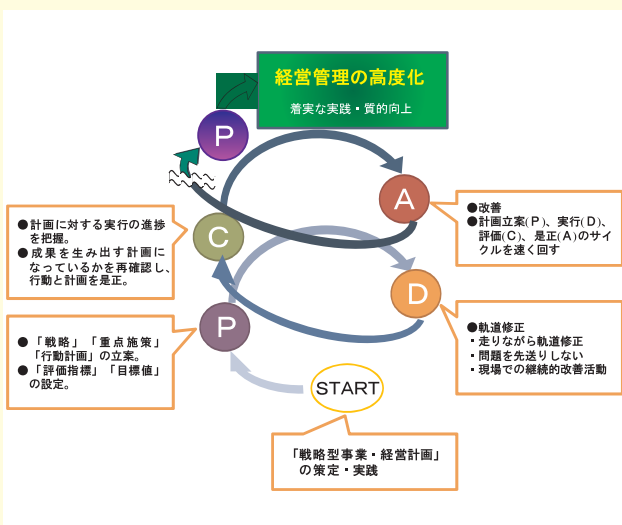 経営管理の高度化
着実な実践・質的向上
P
A
●改善
●計画立案(P)、実行(D)、
評価(C)、是正(A)のサイ
クルを速く回す
●計画に対する実行の進捗
を把握。
●成果を生み出す計画に
なっているかを再確認し、
行動と計画を是正。
C
D
●軌道修正
・走りながら軌道修正
・問題を先送りしない
・現場での継続的改善活動
●「戦略」「重点施策」
「行動計画」の立案。
●「評価指標」「目標値」
の設定。
P
START
「戦略型事業・経営計画」
の策定・実践